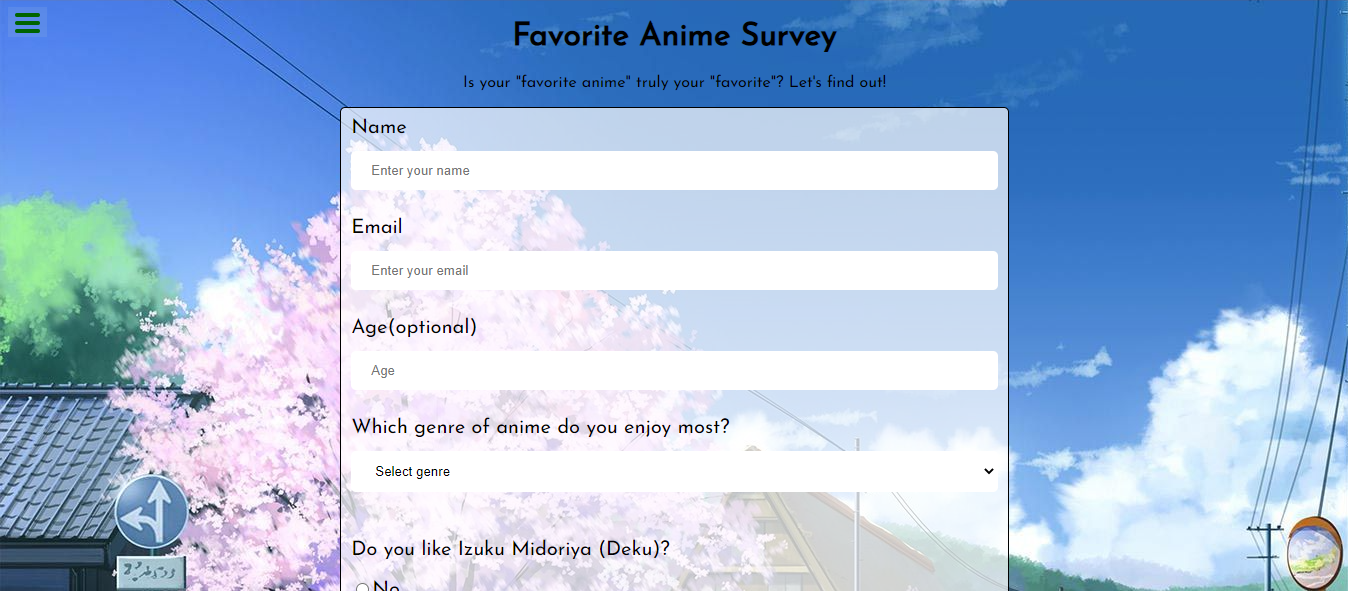 Favorite Anime Survey
Is your "favorite anime" truly your "favorite"? Let's find out!
Name
Enter your name
Email
Enter your email
Age(optional)
Age
Which genre of anime do you enjoy most?
Select genre
Do you like Izuku Midoriya (Deku)?
No